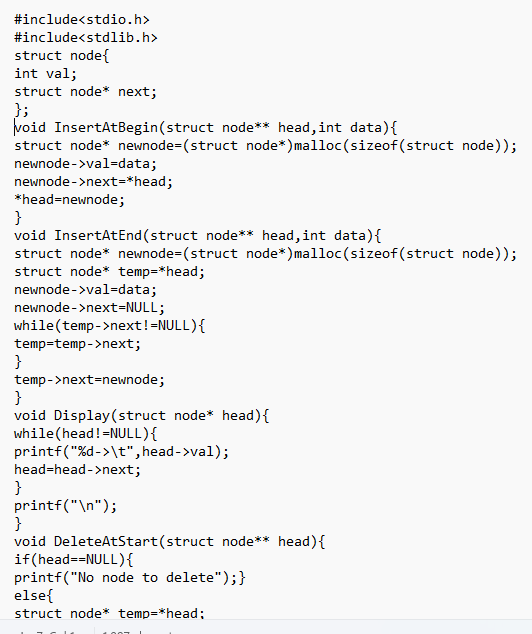 #include<stdio.h>
#include<stdlib.h>
struct node{
int val;
struct node* next;
};
void InsertAtBegin(struct node** head,int data){
struct node* newnode=(struct node*)malloc(sizeof(struct node));
newnode->val=data;
newnode->next=*head;
*head=newnode;
}
void InsertAtEnd(struct node** head,int data){
struct node* newnode=(struct node*)malloc(sizeof(struct node));
struct node* temp=*head;
newnode->val=data;
newnode->next=NULL;
while(temp->next!=NULL){
temp=temp->next;
}
temp->next=newnode;
}
void Display(struct node* head){
while(head!=NULL){
printf("%d->\t",head->val);
head=head->next;
}
printf("\n");
}
void DeleteAtStart(struct node** head){
if(head==NULL){
printf("No node to delete");}
else{
struct node* temp=*head;